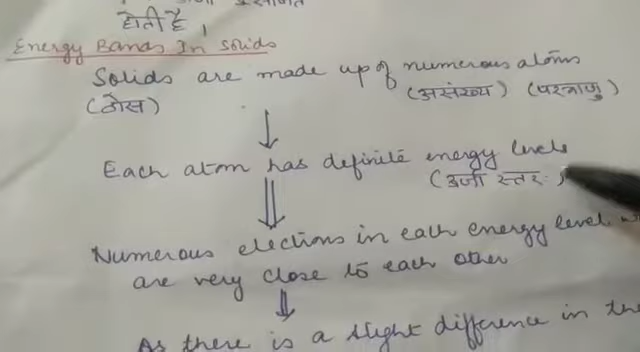 होती है ।
Energy Bands In Solids
Solids are made up of numerous atoms
(ठोस) (असंख्य) (परमाणु)
Each atom has definite energy levels
(ऊर्जा स्तर)
Numerous elections in each energy level
are very close to each other
As there is a slight difference in the